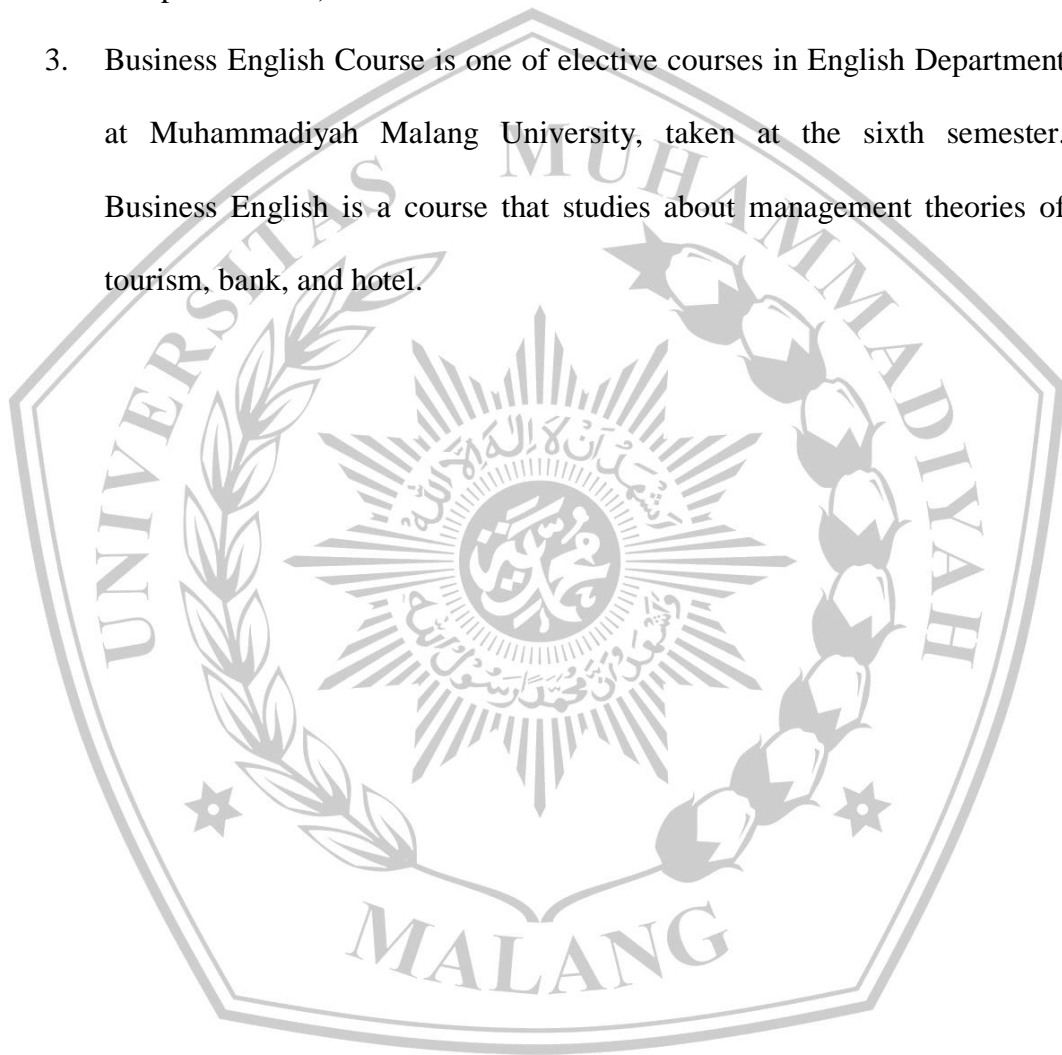 3. Business English Course is one of elective courses in English Department
at Muhammadiyah Malang University, taken at the sixth semester.
Business English is a course that studies about management theories of
tourism, bank, and hotel.
UNIVERSITAS MUHAMMADIYAH
MALANG